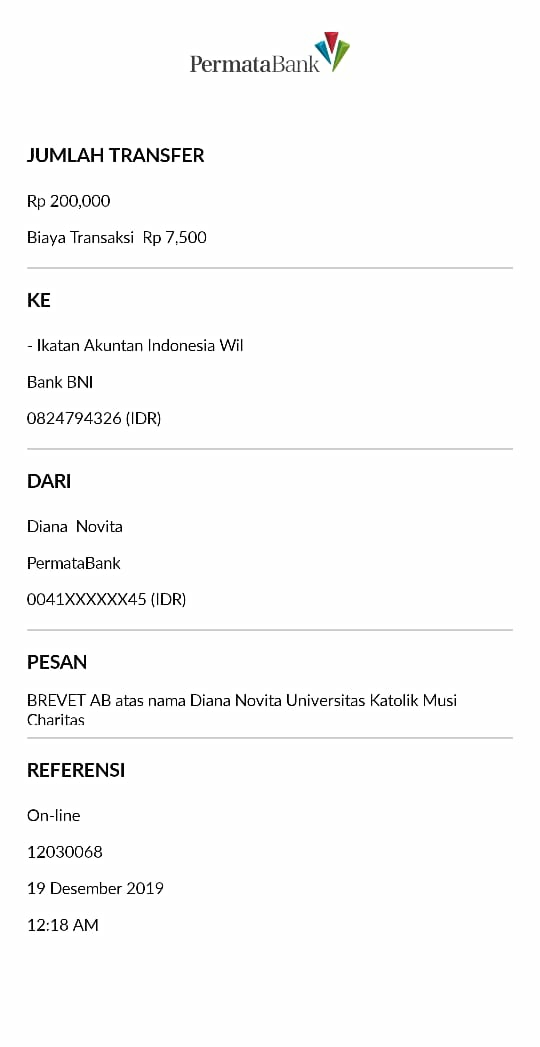 PermataBank
JUMLAH TRANSFER
Rp 200,000
Biaya Transaksi Rp 7,500
KE
- Ikatan Akuntan Indonesia Wil
Bank BNI
0824794326 (IDR)
DARI
Diana Novita
PermataBank
0041XXXXXX45 (IDR)
PESAN
BREVET AB atas nama Diana Novita Universitas Katolik Musi
Charitas
REFERENSI
On-line
12030068
19 Desember 2019
12:18 AM